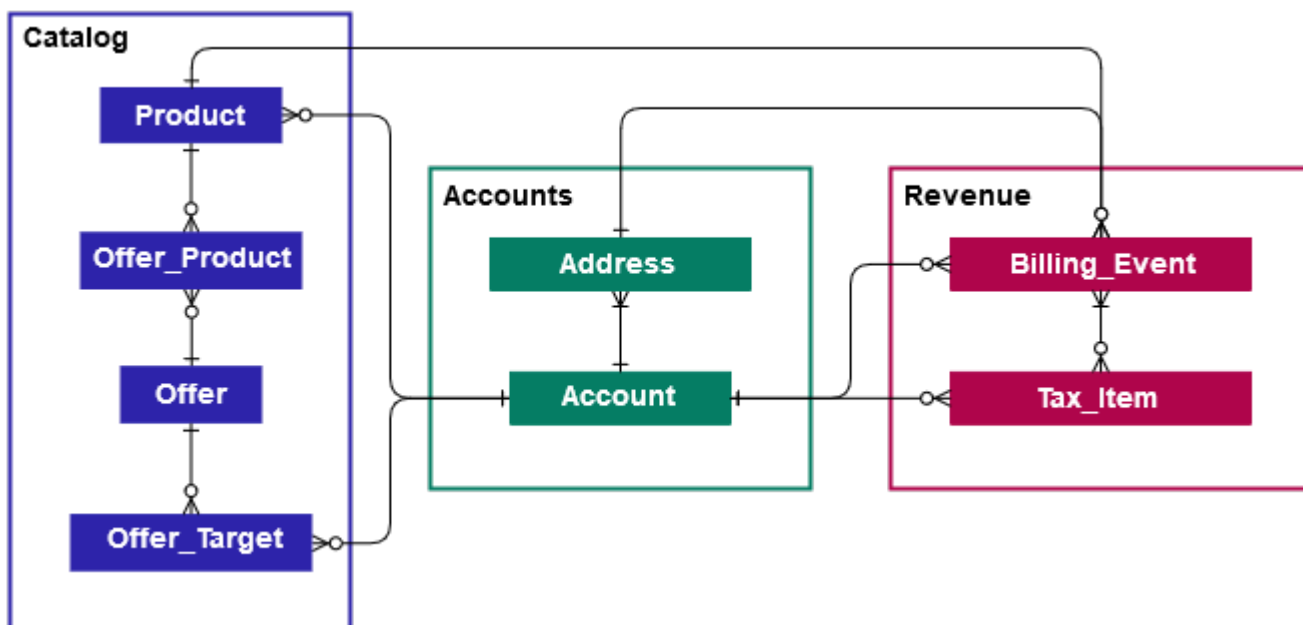 Catalog
Product
Offer_Product
Offer
Offer_Target
Accounts
Address
Account
Revenue
Billing_Event
Tax_Item